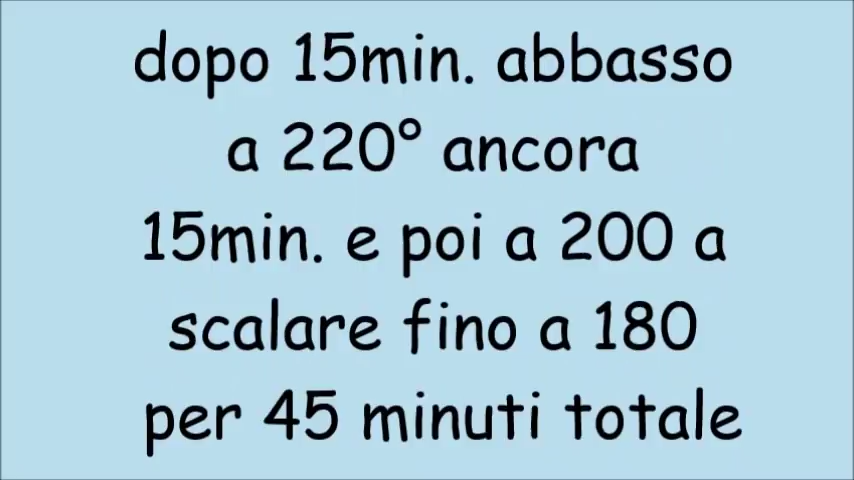 dopo 15min. abbasso
a 220° ancora
15min. e poi a 200 a
scalare fino a 180
per 45 minuti totale